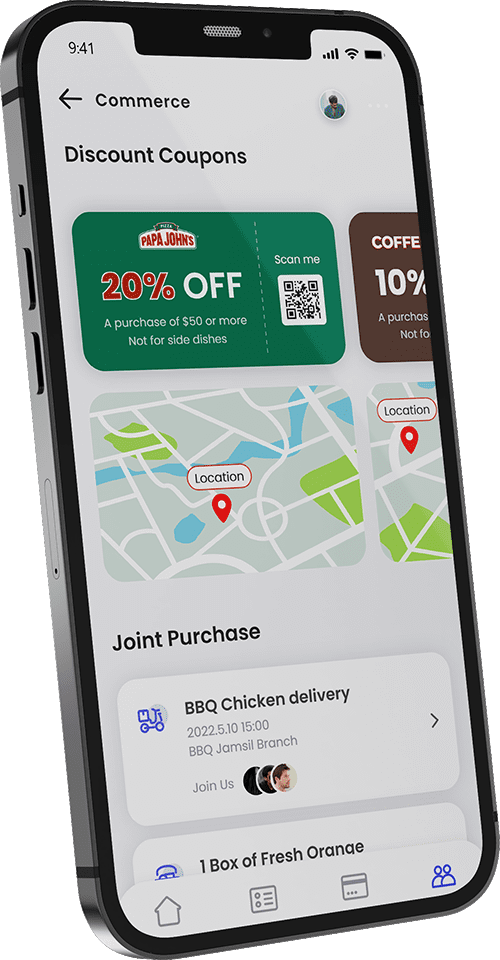 9:41
Commerce
Discount Coupons
PIZZA
PAPA JOHN'S
20% OFF
A purchase of $50 or more
Not for side dishes
Scan me
COFFE
10%
A purchas
Not fo
Location
Location
Joint Purchase
BBQ Chicken delivery
2022.5.10 15:00
BBQ Jamsil Branch
Join Us
1 Box of Fresh Orange